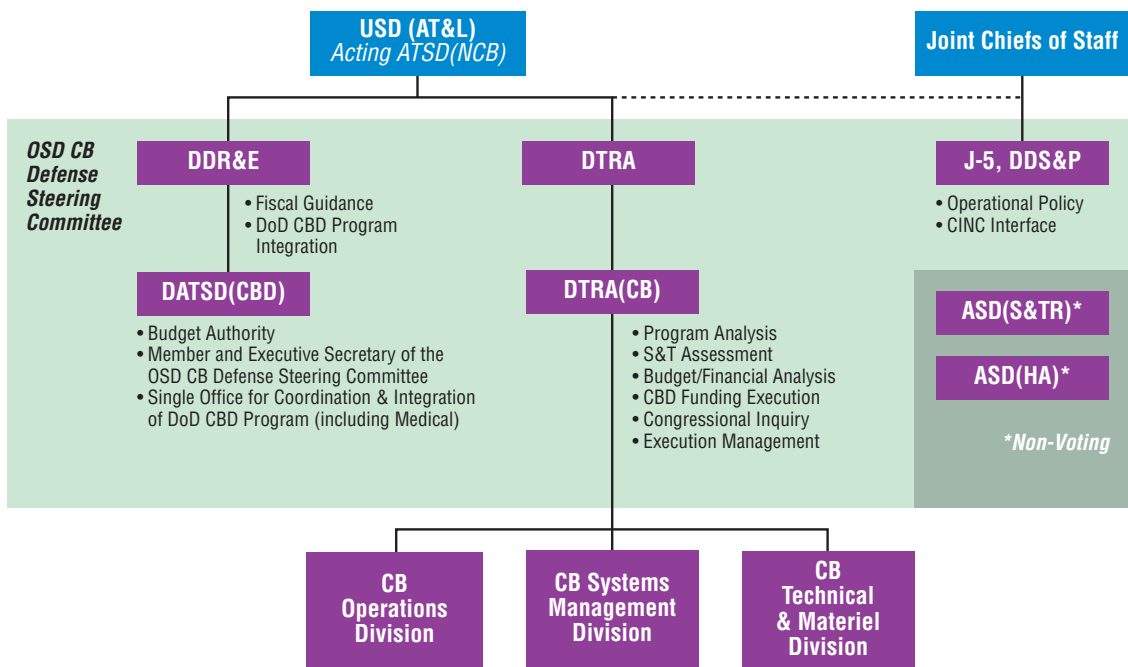 USD (AT&L)
Acting ATSD(NCB)
Joint Chiefs of Staff
OSD CB
Defense
Steering
Committee
DDR&E
• Fiscal Guidance
• DoD CBD Program
Integration
DATSD(CBD)
• Budget Authority
• Member and Executive Secretary of the
OSD CB Defense Steering Committee
• Single Office for Coordination & Integration
of DoD CBD Program (including Medical)
DTRA
DTRA(CB)
• Program Analysis
• S&T Assessment
• Budget/Financial Analysis
• CBD Funding Execution
• Congressional Inquiry
• Execution Management
J-5, DDS&P
• Operational Policy
• CINC Interface
ASD(S&TR)*
ASD(HA)*
*Non-Voting
CB
Operations
Division
CB Systems
Management
Division
CB
Technical
& Materiel
Division